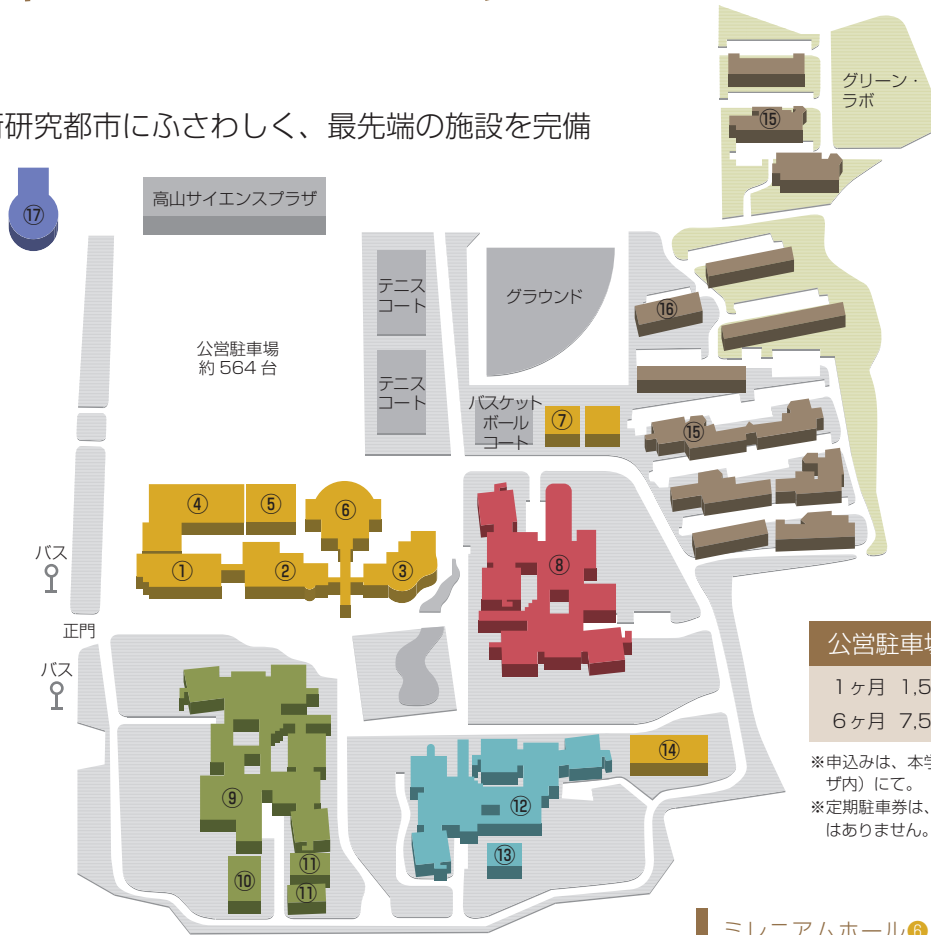 研究都市にふさわしく、最先端の施設を完備
グリーン・
ラボ
⑮
⑰
高山サイエンスプラザ
テニス
コート
グラウンド
⑯
公営駐車場
約 564 台
テニス
コート
バスケット
ボール
コート
⑦
⑮
④
⑤
⑥
バス
①
②
③
⑧
正門
バス
公営駐車場
1ヶ月 1,5
6ヶ月 7,5
※申込みは、本学
ザ内）にて。
※定期駐車券は、
はありません。
⑭
⑨
⑫
⑬
⑩
⑪
⑪
ミレニアムホール❻